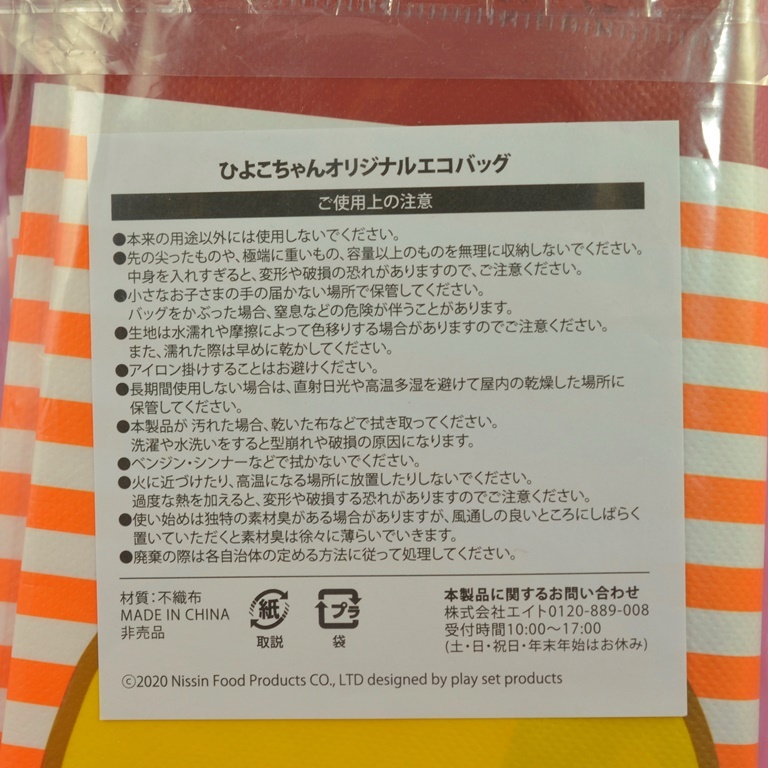 ひよこちゃんオリジナルエコバッグ
ご使用上の注意
●本来の用途以外には使用しないでください。
●先の尖ったものや、極端に重いもの、容量以上のものを無理に収納しないでください。
中身を入れすぎると、変形や破損の恐れがありますので、ご注意ください。
●小さなお子さまの手の届かない場所で保管してください。
バッグをかぶった場合、窒息などの危険が伴うことがあります。
●生地は水濡れや摩擦によって色移りする場合がありますのでご注意ください。
また、濡れた際は早めに乾かしてください。
●アイロン掛けすることはお避けください。
●長期間使用しない場合は、直射日光や高温多湿を避けて屋内の乾燥した場所に
保管してください。
●本製品が 汚れた場合、乾いた布などで拭き取ってください。
洗濯や水洗いをすると型崩れや破損の原因になります。
●ベンジン・シンナーなどで拭かないでください。
●火に近づけたり、高温になる場所に放置したりしないでください。
過度な熱を加えると、変形や破損する恐れがありますのでご注意ください。
●使い始めは独特の素材臭がある場合がありますが、風通しの良いところにしばらく
置いていただくと素材臭は徐々に薄らいでいきます。
●廃棄の際は各自治体の定める方法に従って処理してください。
材質：不織布
MADE IN CHINA
非売品
紙
取説
プラ
袋
本製品に関するお問い合わせ
株式会社エイト0120-889-008
受付時間10:00～17:00
(土・日・祝日・年末年始はお休み)
©2020 Nissin Food Products CO., LTD designed by play set products